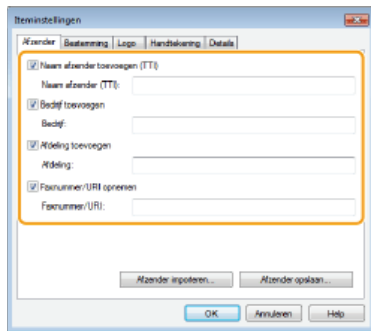 Iteminstellingen
Afzender Bestemming Logo Handtekening Details
Naam afzender toevoegen (TTI)
Naam afzender (TTI):
Bedrijf toevoegen
Bedrijf:
Afdeling toevoegen
Afdeling:
Faxnummer/URI opnemen
Faxnummer/URI:
Afzender importeren... Afzender opslaan...
OK Annuleren Help